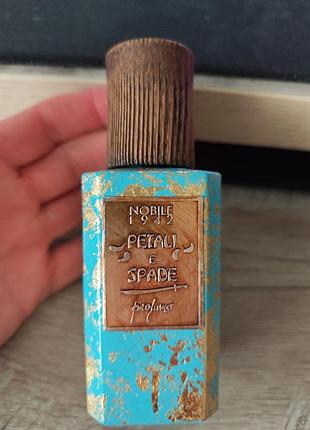 NOBILE
1942
PETALI
E
SPADE
profumo